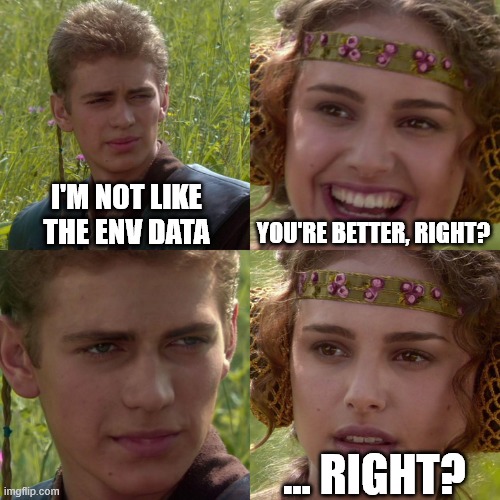 I'M NOT LIKE
THE ENV DATA
YOU'RE BETTER, RIGHT?
... RIGHT?
imgflip.com